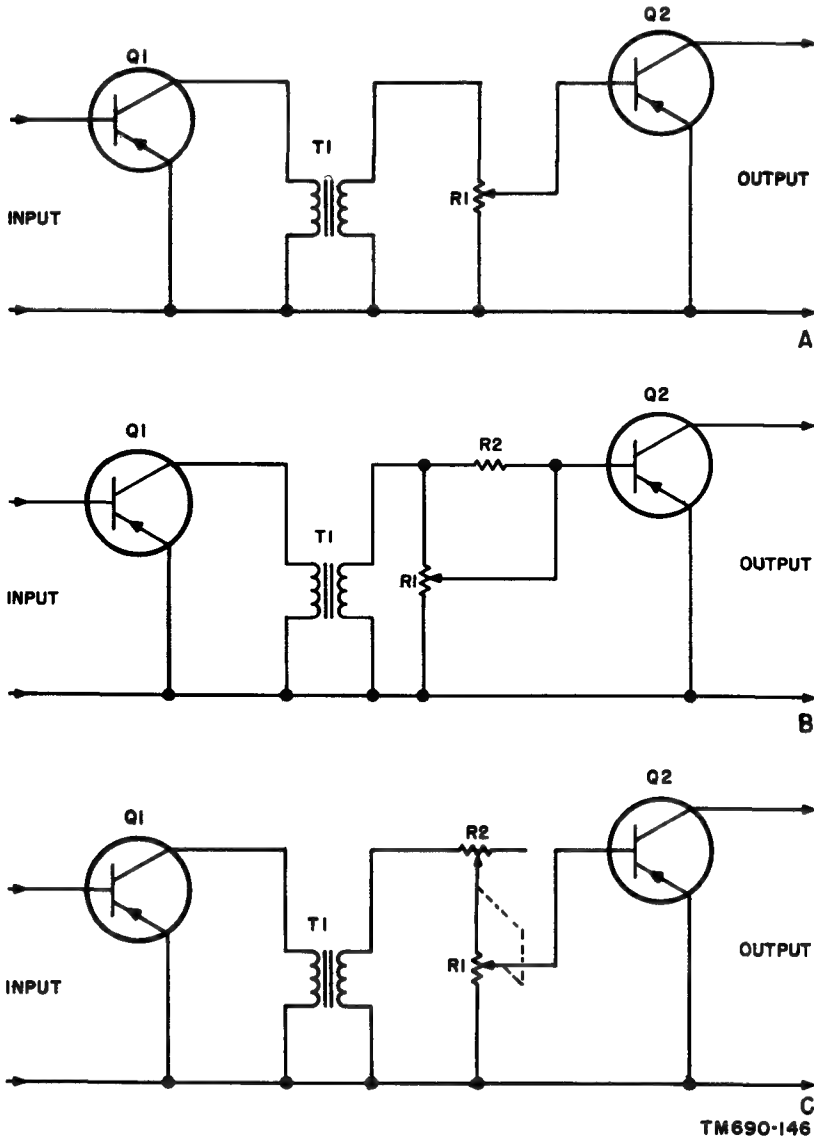 Q1
Q2
T1
R1
INPUT
OUTPUT
A
Q1
Q2
R2
T1
R1
INPUT
OUTPUT
B
Q1
Q2
R2
T1
R1
INPUT
OUTPUT
C
TM690-146